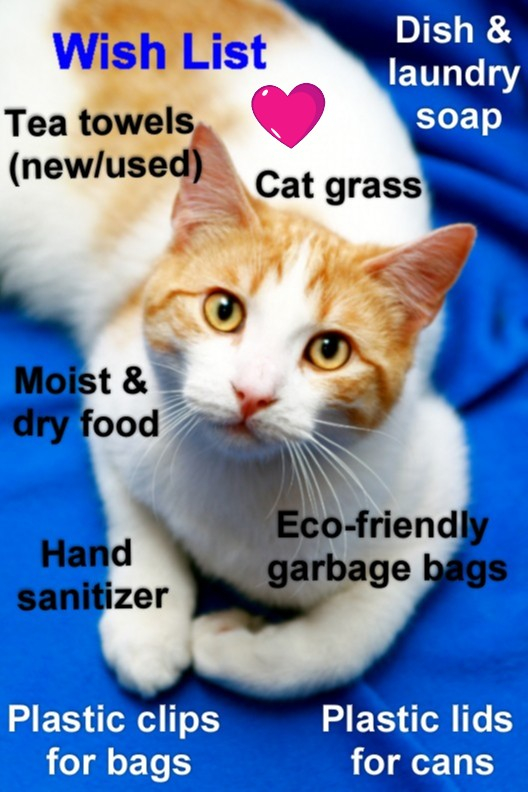 Wish List
Dish &
laundry
soap
Tea towels
(new/used)
Cat grass
Moist &
dry food
Eco-friendly
garbage bags
Hand
sanitizer
Plastic clips
for bags
Plastic lids
for cans